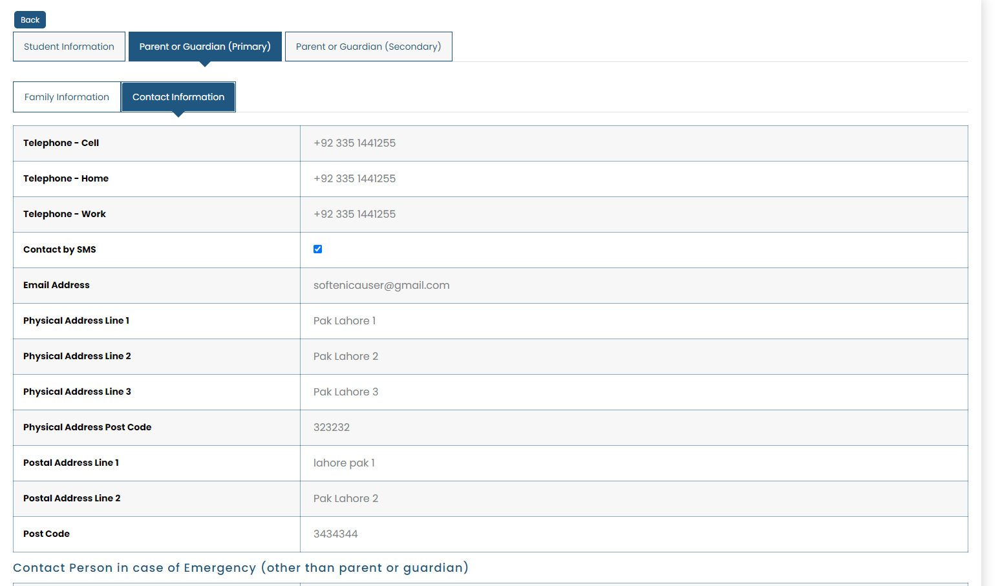 Back
Student Information Parent or Guardian (Primary) Parent or Guardian (Secondary)
Family Information Contact Information
Telephone - Cell +92 335 1441255
Telephone - Home +92 335 1441255
Telephone - Work +92 335 1441255
Contact by SMS
Email Address softenicauser@gmail.com
Physical Address Line 1 Pak Lahore 1
Physical Address Line 2 Pak Lahore 2
Physical Address Line 3 Pak Lahore 3
Physical Address Post Code 323232
Postal Address Line 1 lahore pak 1
Postal Address Line 2 Pak Lahore 2
Post Code 3434344
Contact Person in case of Emergency (other than parent or guardian)